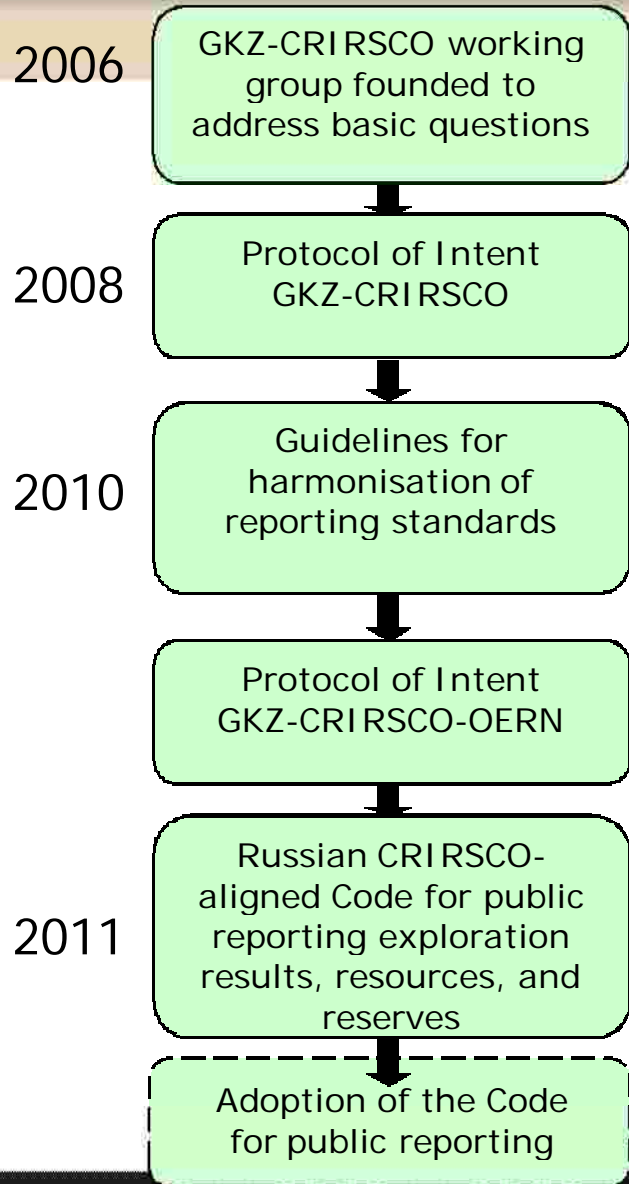 2006
GKZ-CRIRSCO working
group founded to
address basic questions
2008
Protocol of Intent
GKZ-CRIRSCO
2010
Guidelines for
harmonisation of
reporting standards
Protocol of Intent
GKZ-CRIRSCO-OERN
2011
Russian CRIRSCO-
aligned Code for public
reporting exploration
results, resources, and
reserves
Adoption of the Code
for public reporting